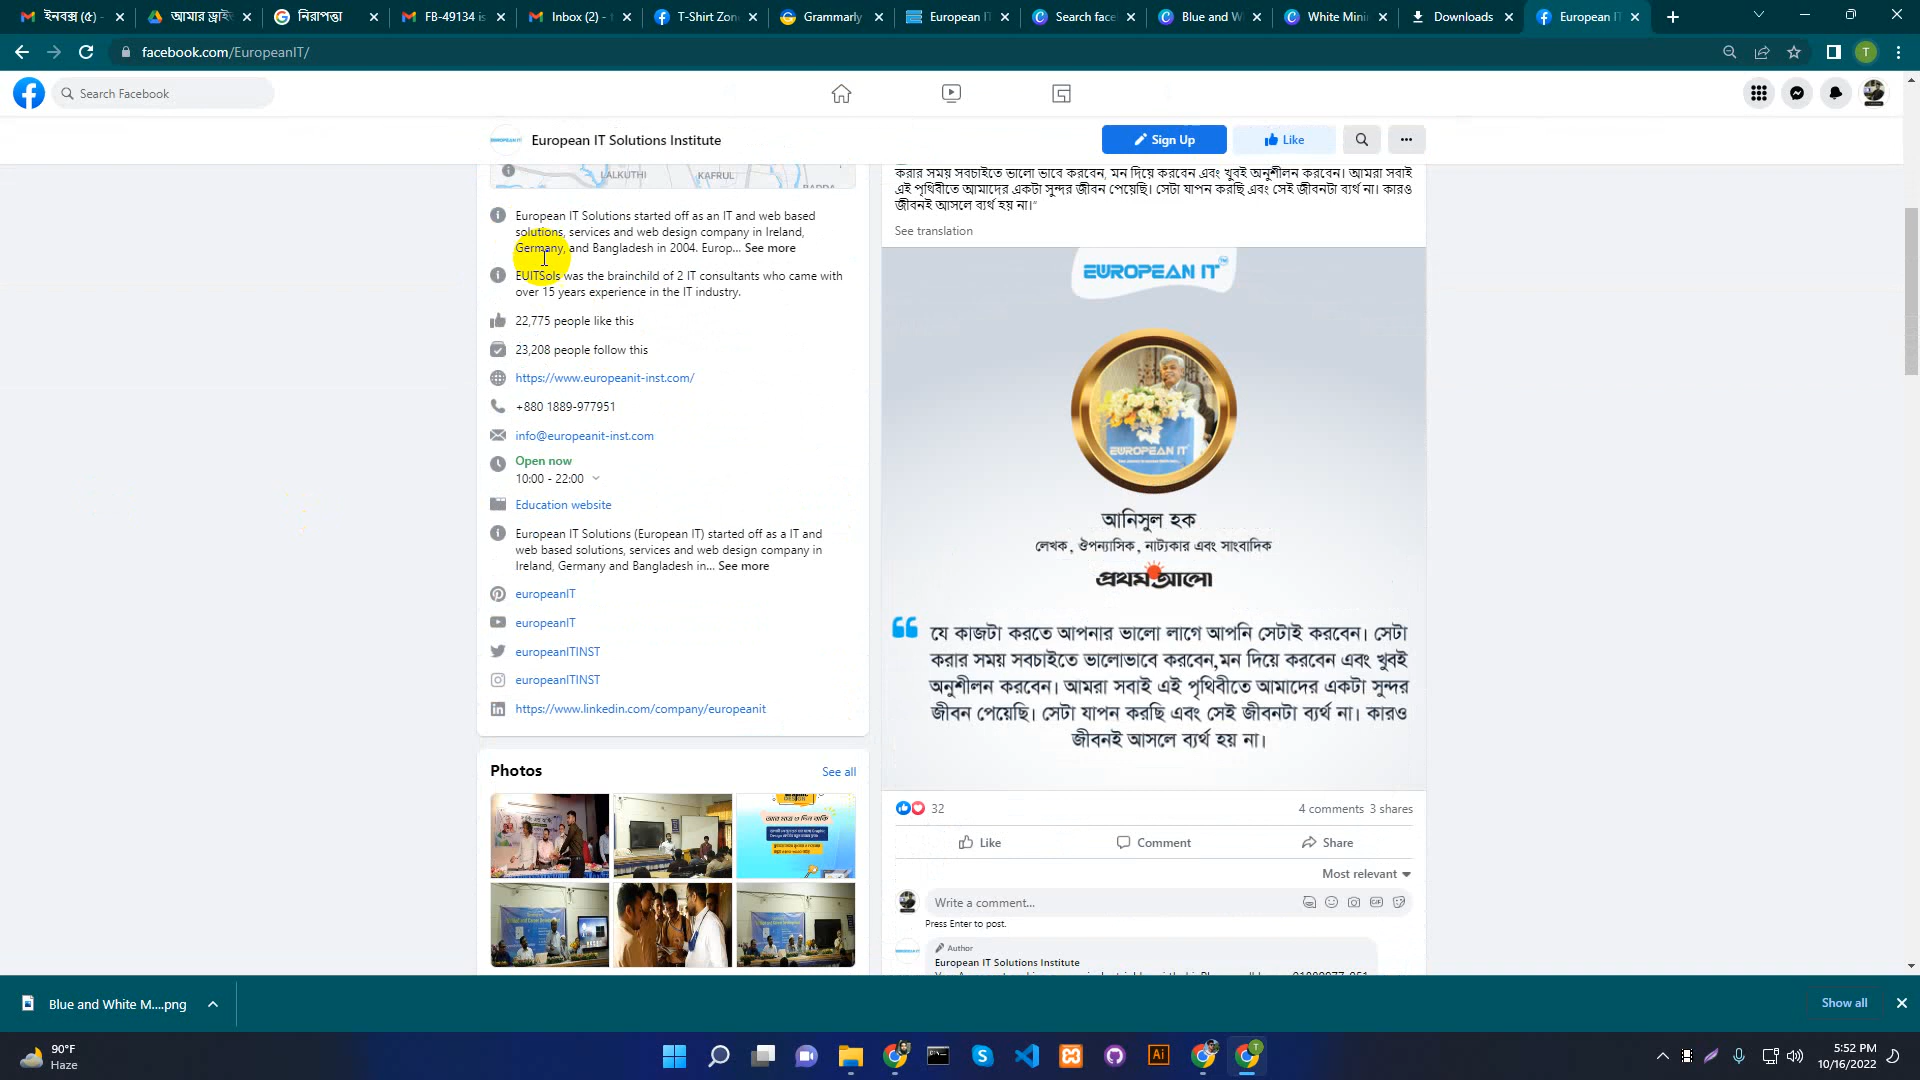 ইনবক্স (৫) -
আমার ড্রাইভ
নিরাপত্তা
FB-49134 is
Inbox (2) -
T-Shirt Zon
Grammarly
European IT
Search face
Blue and W
White Mini
Downloads
European IT
facebook.com/EuropeanIT/
T
Search Facebook
European IT Solutions Institute
Sign Up
Like
LALKUTHI
KAFRUL
European IT Solutions started off as an IT and web based
solutions, services and web design company in Ireland,
Germany, and Bangladesh in 2004. Europ... See more
EUITSols was the brainchild of 2 IT consultants who came with
over 15 years experience in the IT industry.
22,775 people like this
23,208 people follow this
https://www.europeanit-inst.com/
+880 1889-977951
info@europeanit-inst.com
Open now
10:00 - 22:00
Education website
European IT Solutions (European IT) started off as a IT and
web based solutions, services and web design company in
Ireland, Germany and Bangladesh in... See more
europeanIT
europeanIT
europeanITINST
europeanITINST
https://www.linkedin.com/company/europeanit
Photos
See all
করার সময় সবচাইতে ভালো ভাবে করবেন, মন দিয়ে করবেন এবং খুবই অনুশীলন করবেন। আমরা সবাই
এই পৃথিবীতে আমাদের একটা সুন্দর জীবন পেয়েছি। সেটা যাপন করছি এবং সেই জীবনটা ব্যর্থ না। কারও
জীবনই আসলে ব্যর্থ হয় না।"
See translation
EUROPEAN IT
EUROPEAN IT
আনিসুল হক
লেখক, ঔপন্যাসিক, নাট্যকার এবং সাংবাদিক
প্রথম আলো
যে কাজটা করতে আপনার ভালো লাগে আপনি সেটাই করবেন। সেটা
করার সময় সবচাইতে ভালোভাবে করবেন,মন দিয়ে করবেন এবং খুবই
অনুশীলন করবেন। আমরা সবাই এই পৃথিবীতে আমাদের একটা সুন্দর
জীবন পেয়েছি। সেটা যাপন করছি এবং সেই জীবনটা ব্যর্থ না। কারও
জীবনই আসলে ব্যর্থ হয় না।
32
4 comments 3 shares
Like
Comment
Share
Most relevant
Write a comment...
Press Enter to post.
Author
European IT Solutions Institute
Blue and White M....png
Show all
90°F
Haze
5:52 PM
10/16/2022